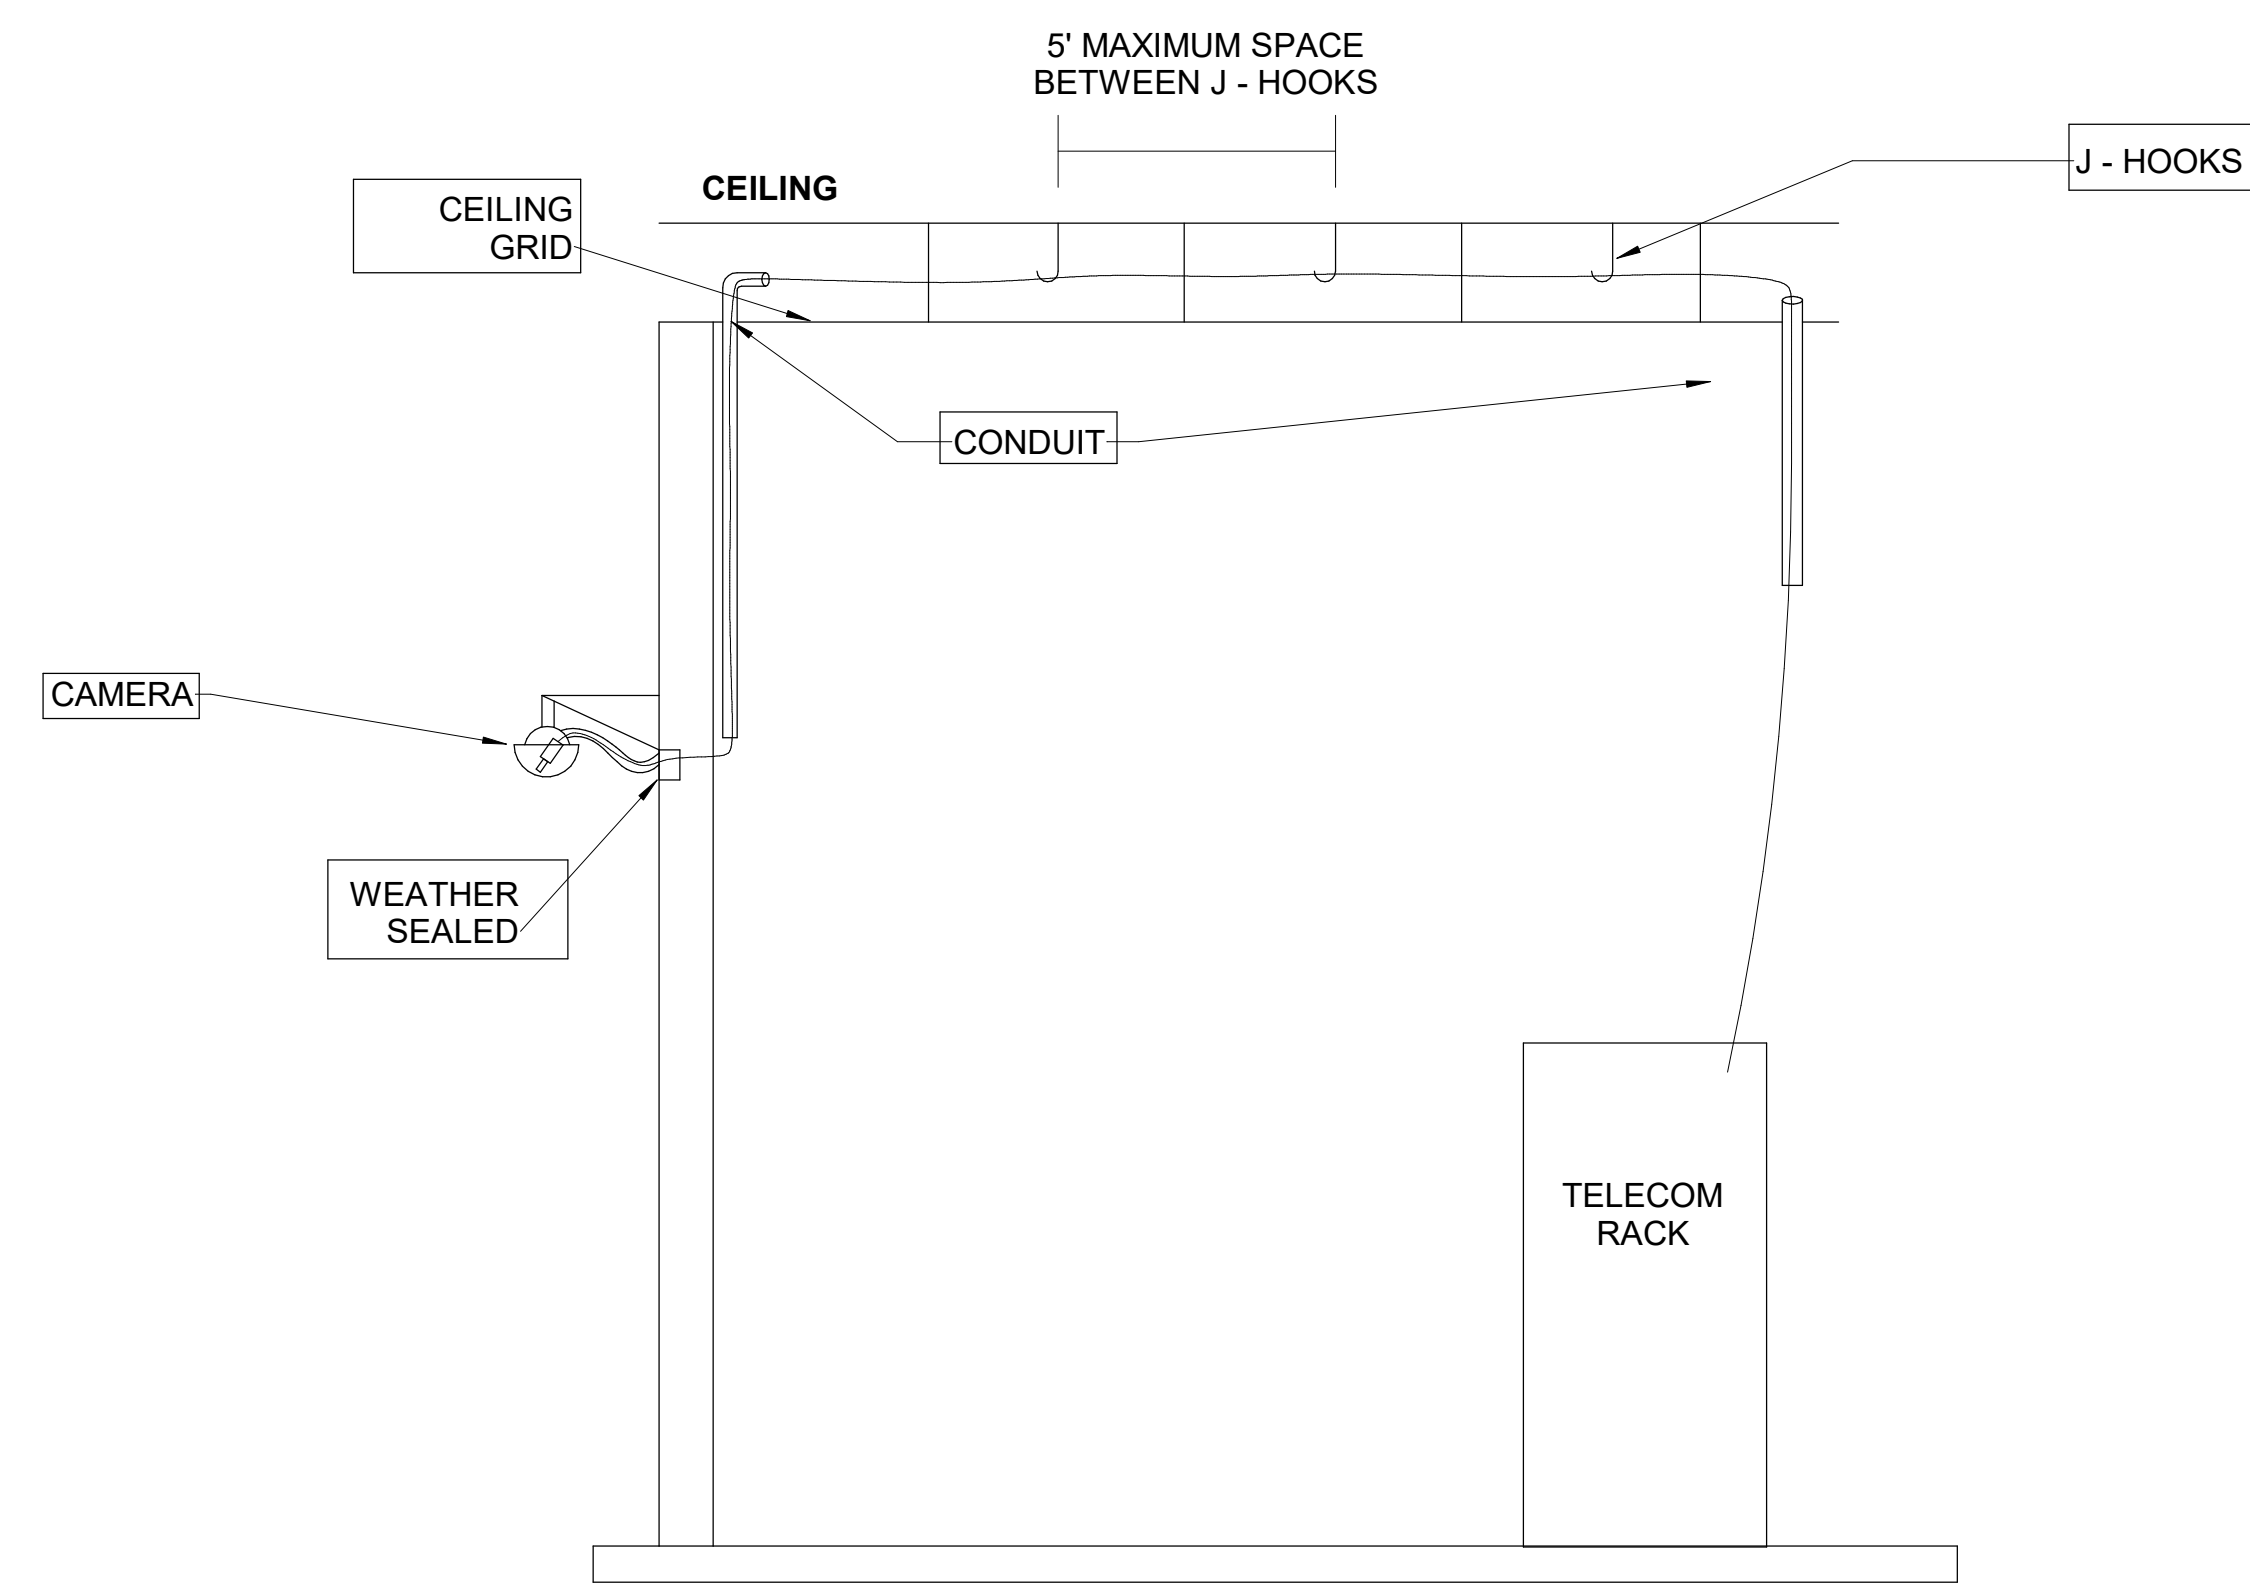 5' MAXIMUM SPACE
BETWEEN J - HOOKS
J - HOOKS
CEILING
CEILING
GRID
CONDUIT
CAMERA
WEATHER
SEALED
TELECOM
RACK